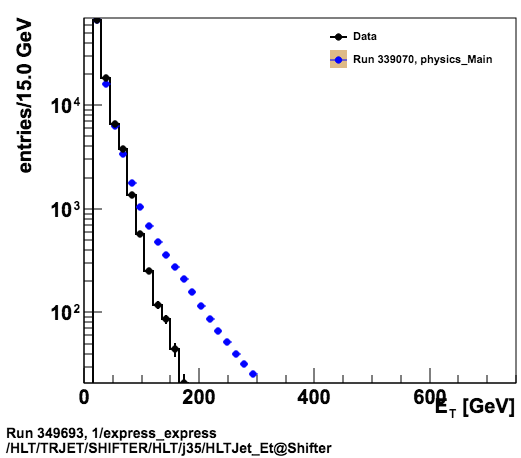 entries/15.0 GeV
Data
Run 339070, physics_Main
10⁴
10³
10²
0 200 400 600
E_T [GeV]
Run 349693, 1/express_express
/HLT/TRJET/SHIFTER/HLT/j35/HLTJet_Et@Shifter